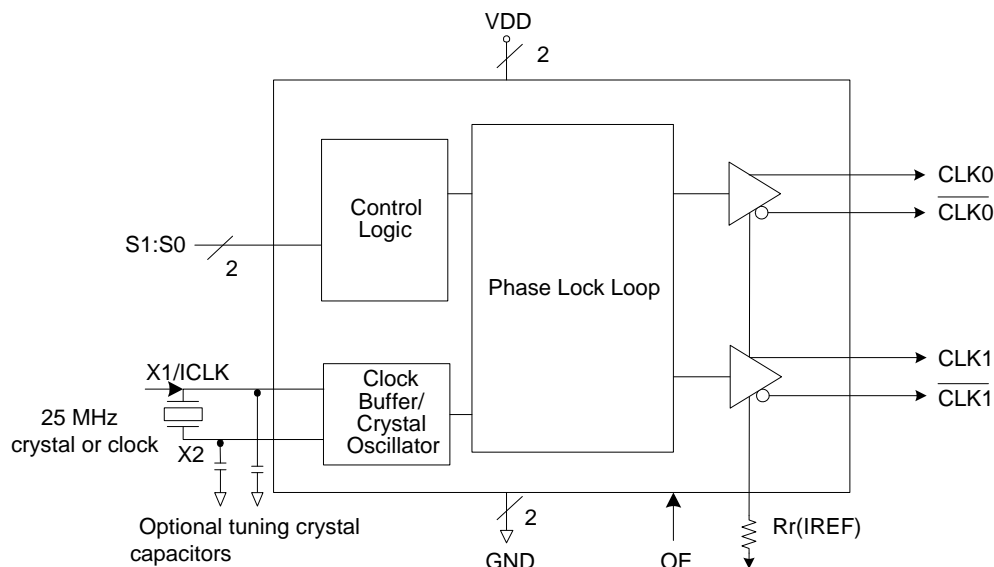 VDD
2
CLK0
CLK0
Control
Logic
S1:S0
2
Phase Lock Loop
X1/ICLK
Clock
Buffer/
Crystal
Oscillator
CLK1
CLK1
25 MHz
crystal or clock
X2
Optional tuning crystal
capacitors
2
GND
OE
Rr(IREF)